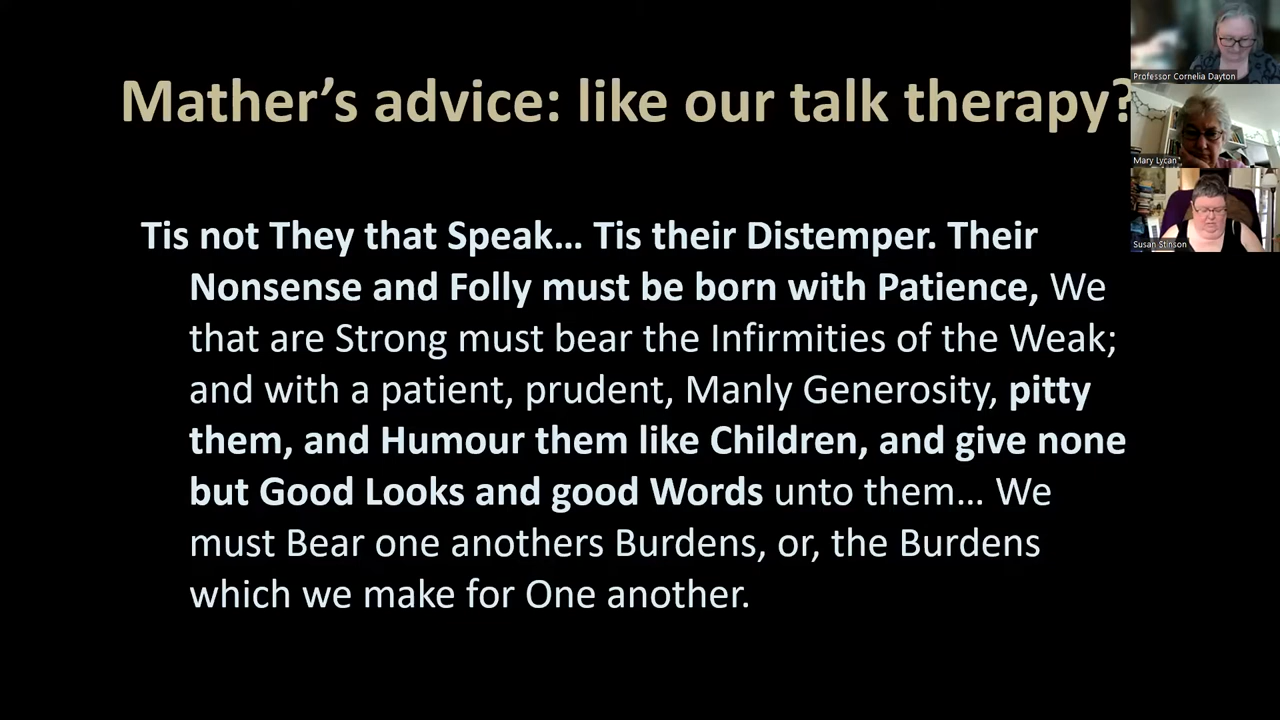 Mather’s advice: like our talk therapy?
Tis not They that Speak… Tis their Distemper. Their
Nonsense and Folly must be born with Patience, We
that are Strong must bear the Infirmities of the Weak;
and with a patient, prudent, Manly Generosity, pitty
them, and Humour them like Children, and give none
but Good Looks and good Words unto them… We
must Bear one anothers Burdens, or, the Burdens
which we make for One another.
Professor Cornelia Dayton
Mary Lycan
Susan Stinson